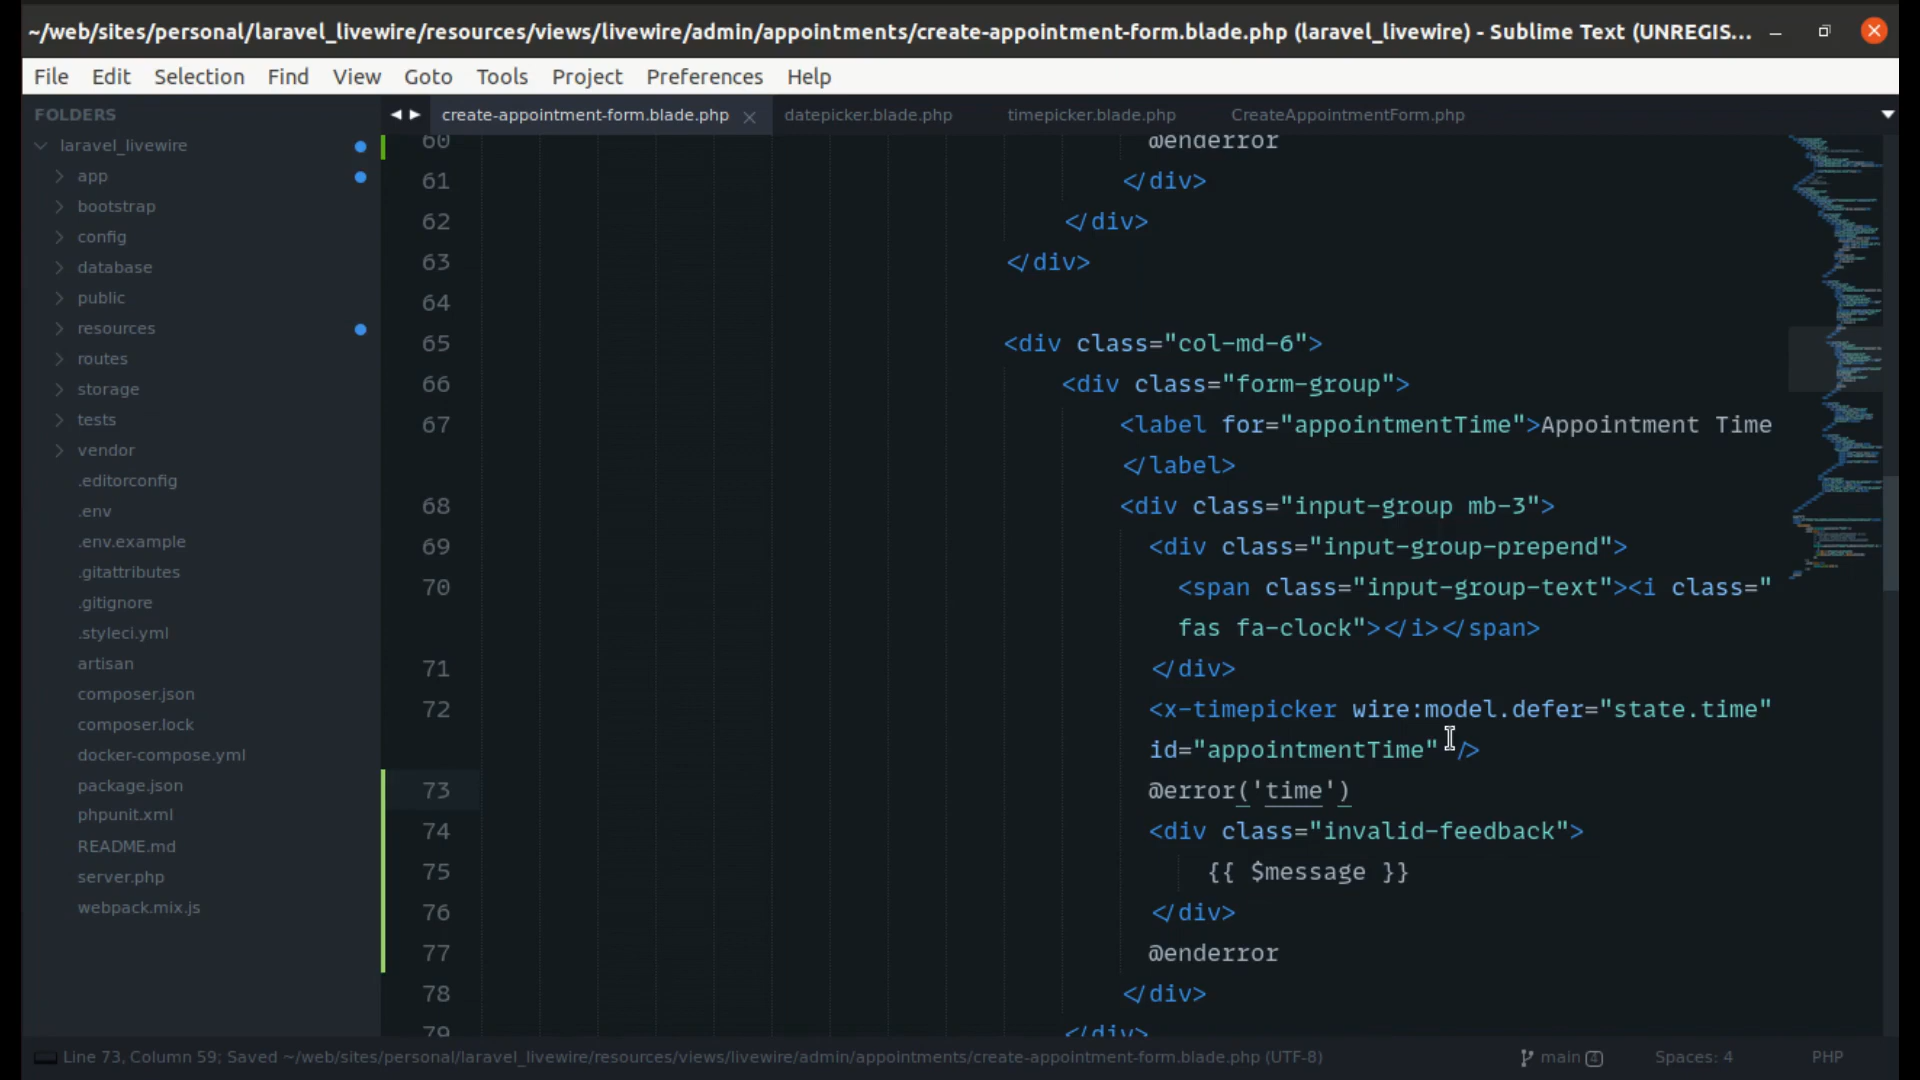 ~/web/sites/personal/laravel_livewire/resources/views/livewire/admin/appointments/create-appointment-form.blade.php (laravel_livewire) - Sublime Text (UNREGIS...
File Edit Selection Find View Goto Tools Project Preferences Help
FOLDERS
laravel_livewire
app
bootstrap
config
database
public
resources
routes
storage
tests
vendor
.editorconfig
.env
.env.example
.gitattributes
.gitignore
.styleci.yml
artisan
composer.json
composer.lock
docker-compose.yml
package.json
phpunit.xml
README.md
server.php
webpack.mix.js
create-appointment-form.blade.php datepicker.blade.php timepicker.blade.php CreateAppointmentForm.php
60 @enderror
61 </div>
62 </div>
63 </div>
64
65 <div class="col-md-6">
66 <div class="form-group">
67 <label for="appointmentTime">Appointment Time
</label>
68 <div class="input-group mb-3">
69 <div class="input-group-prepend">
70 <span class="input-group-text"><i class="
fas fa-clock"></i></span>
71 </div>
72 <x-timepicker wire:model.defer="state.time"
id="appointmentTime" />
73 @error('time')
74 <div class="invalid-feedback">
75 {{ $message }}
76 </div>
77 @enderror
78 </div>
79 </div>
Line 73, Column 59; Saved ~/web/sites/personal/laravel_livewire/resources/views/livewire/admin/appointments/create-appointment-form.blade.php (UTF-8) main 4 Spaces: 4 PHP